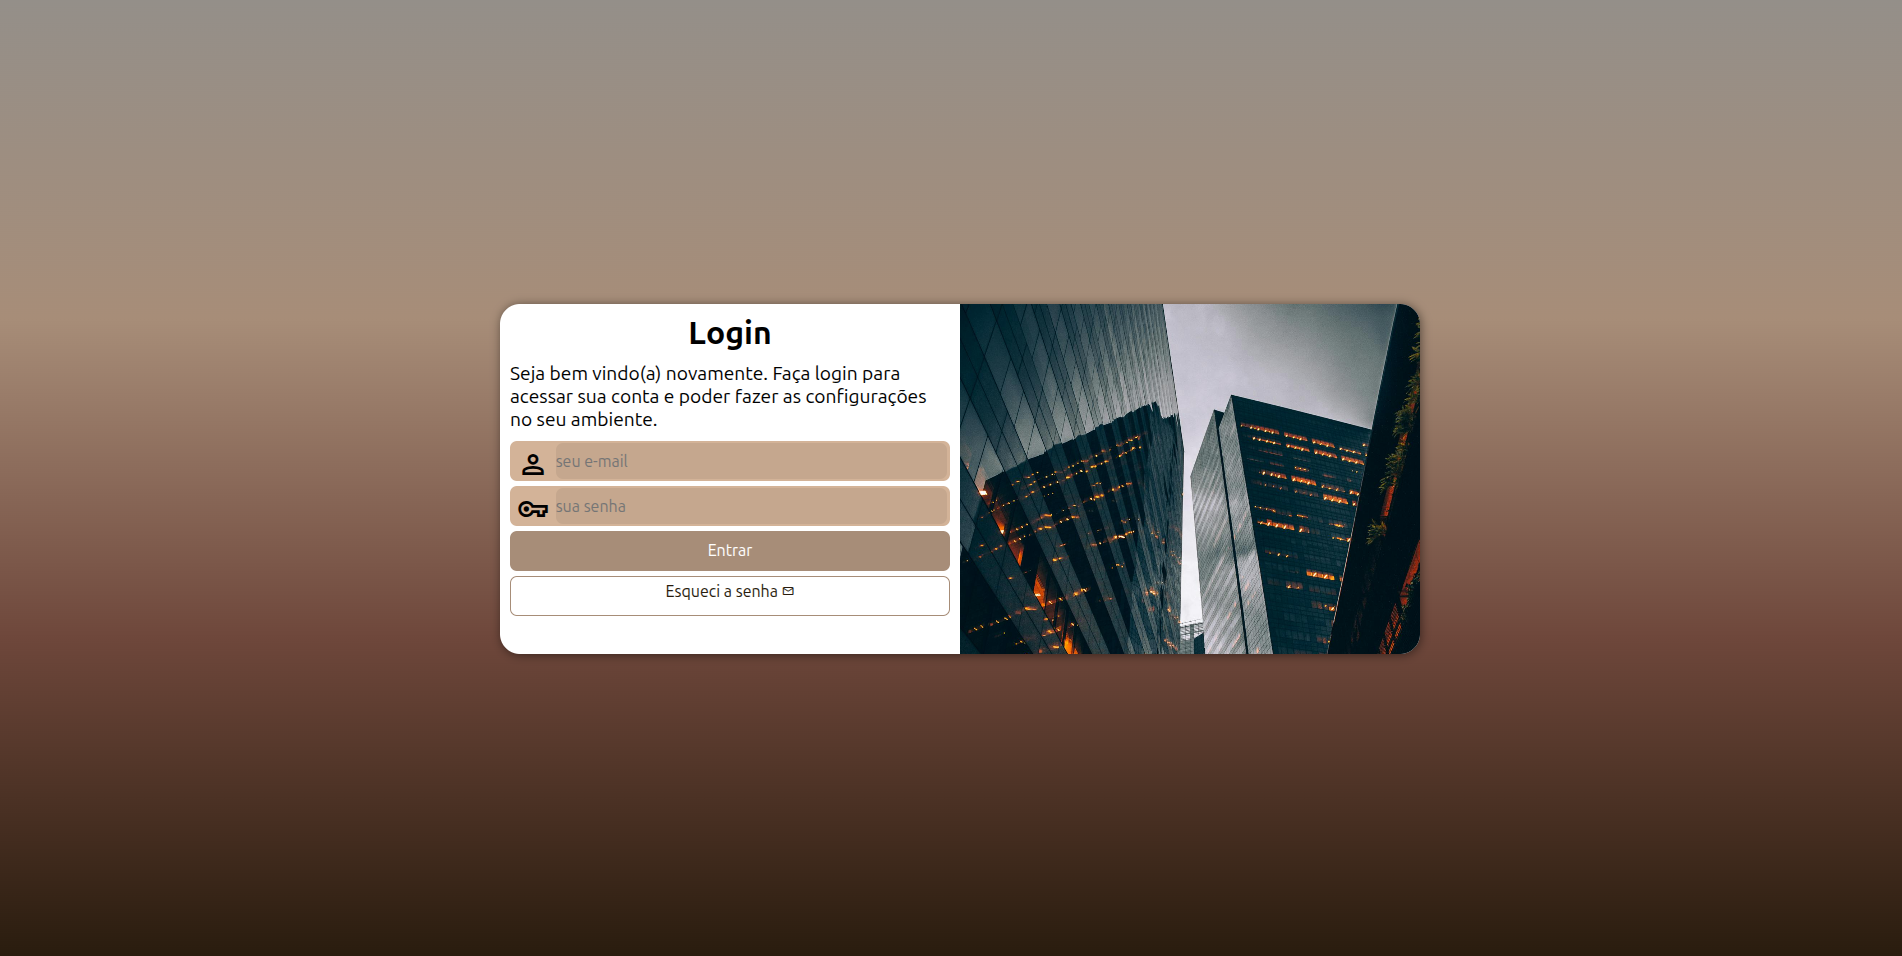 Login
Seja bem vindo(a) novamente. Faça login para
acessar sua conta e poder fazer as configurações
no seu ambiente.
seu e-mail
sua senha
Entrar
Esqueci a senha